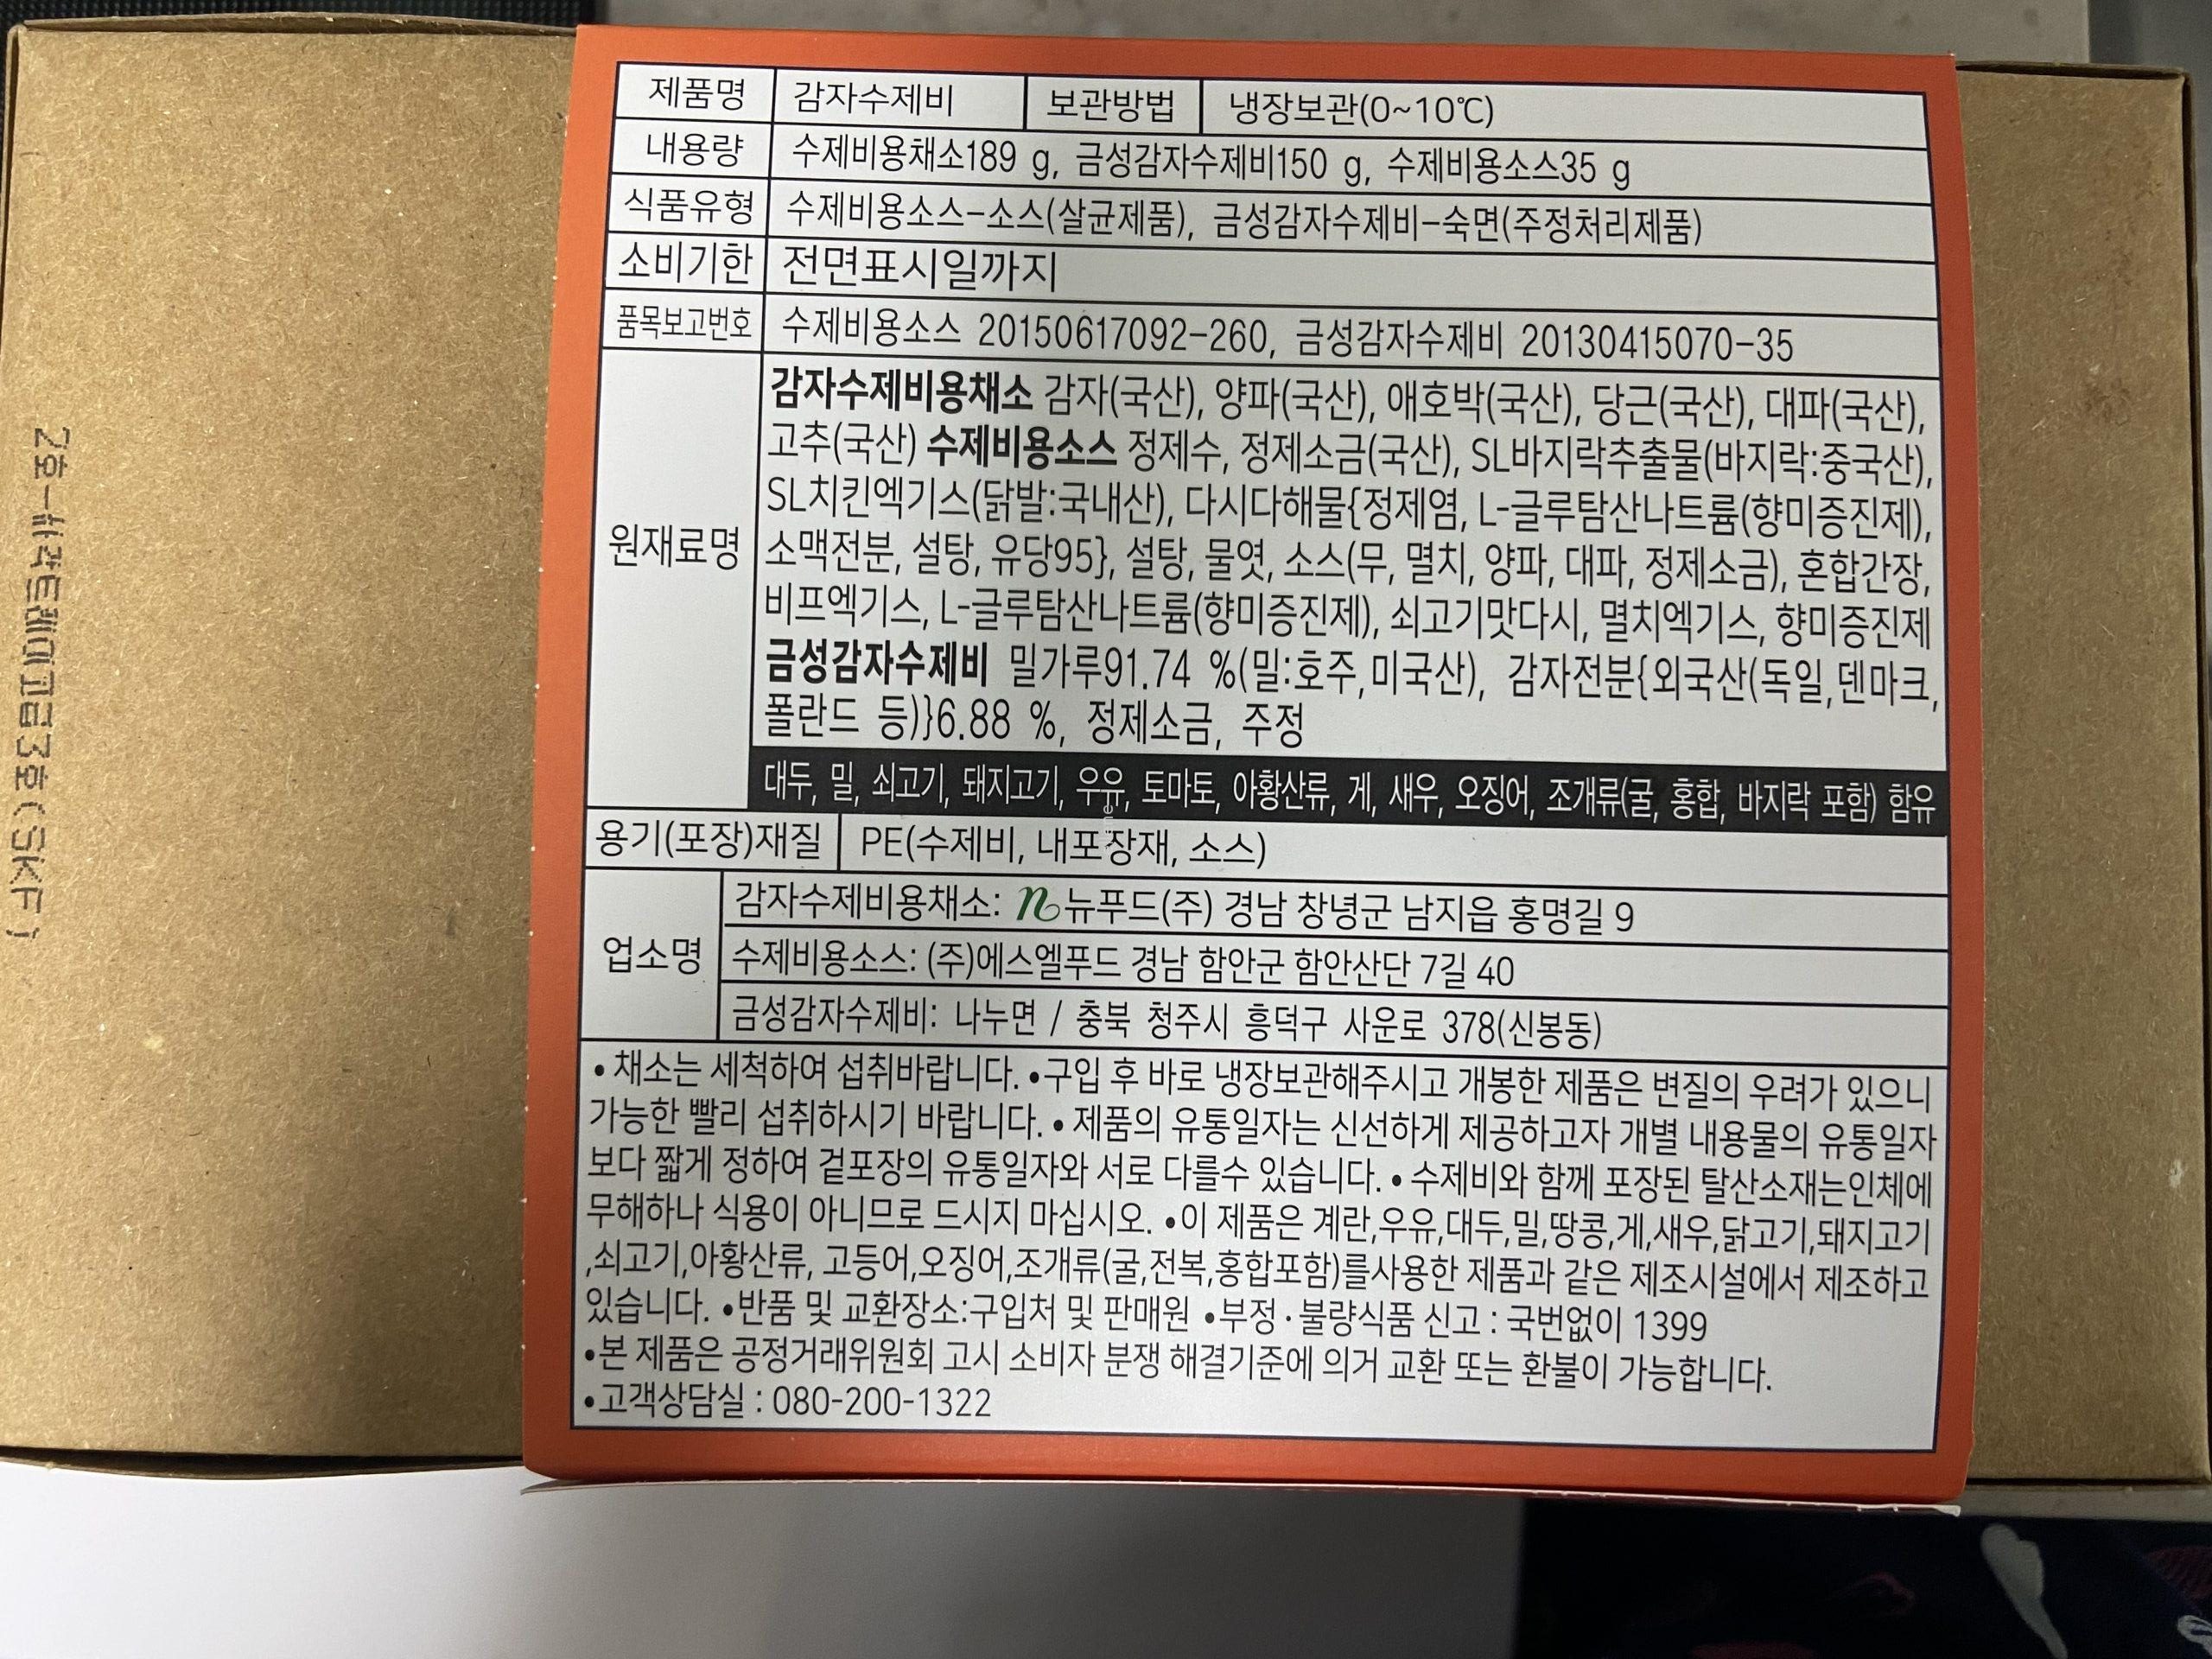 제품명 감자수제비 보관방법 냉장보관(0~10℃)
내용량 수제비용채소189 g, 금성감자수제비150 g, 수제비용소스35 g
식품유형 수제비용소스-소스(살균제품), 금성감자수제비-숙면(주정처리제품)
소비기한 전면표시일까지
품목보고번호 수제비용소스 20150617092-260, 금성감자수제비 20130415070-35
원재료명
감자수제비용채소 감자(국산), 양파(국산), 애호박(국산), 당근(국산), 대파(국산),
고추(국산) 수제비용소스 정제수, 정제소금(국산), SL바지락추출물(바지락:중국산),
SL치킨엑기스(닭발:국내산), 다시다해물{정제염, L-글루탐산나트륨(향미증진제),
소맥전분, 설탕, 유당95}, 설탕, 물엿, 소스(무, 멸치, 양파, 대파, 정제소금), 혼합간장,
비프엑기스, L-글루탐산나트륨(향미증진제), 쇠고기맛다시, 멸치엑기스, 향미증진제
금성감자수제비 밀가루91.74 %(밀:호주,미국산), 감자전분{외국산(독일,덴마크,
폴란드 등)}6.88 %, 정제소금, 주정
대두, 밀, 쇠고기, 돼지고기, 우유, 토마토, 아황산류, 게, 새우, 오징어, 조개류(굴, 홍합, 바지락 포함) 함유
용기(포장)재질 PE(수제비, 내포장재, 소스)
업소명
감자수제비용채소: n 뉴푸드(주) 경남 창녕군 남지읍 홍명길 9
수제비용소스: (주)에스엘푸드 경남 함안군 함안산단 7길 40
금성감자수제비: 나누면 / 충북 청주시 흥덕구 사운로 378(신봉동)
• 채소는 세척하여 섭취바랍니다. •구입 후 바로 냉장보관해주시고 개봉한 제품은 변질의 우려가 있으니
가능한 빨리 섭취하시기 바랍니다. • 제품의 유통일자는 신선하게 제공하고자 개별 내용물의 유통일자
보다 짧게 정하여 겉포장의 유통일자와 서로 다를수 있습니다. • 수제비와 함께 포장된 탈산소재는인체에
무해하나 식용이 아니므로 드시지 마십시오. •이 제품은 계란,우유,대두,밀,땅콩,게,새우,닭고기,돼지고기
,쇠고기,아황산류, 고등어,오징어,조개류(굴,전복,홍합포함)를사용한 제품과 같은 제조시설에서 제조하고
있습니다. •반품 및 교환장소:구입처 및 판매원 •부정·불량식품 신고 : 국번없이 1399
•본 제품은 공정거래위원회 고시 소비자 분쟁 해결기준에 의거 교환 또는 환불이 가능합니다.
•고객상담실 : 080-200-1322